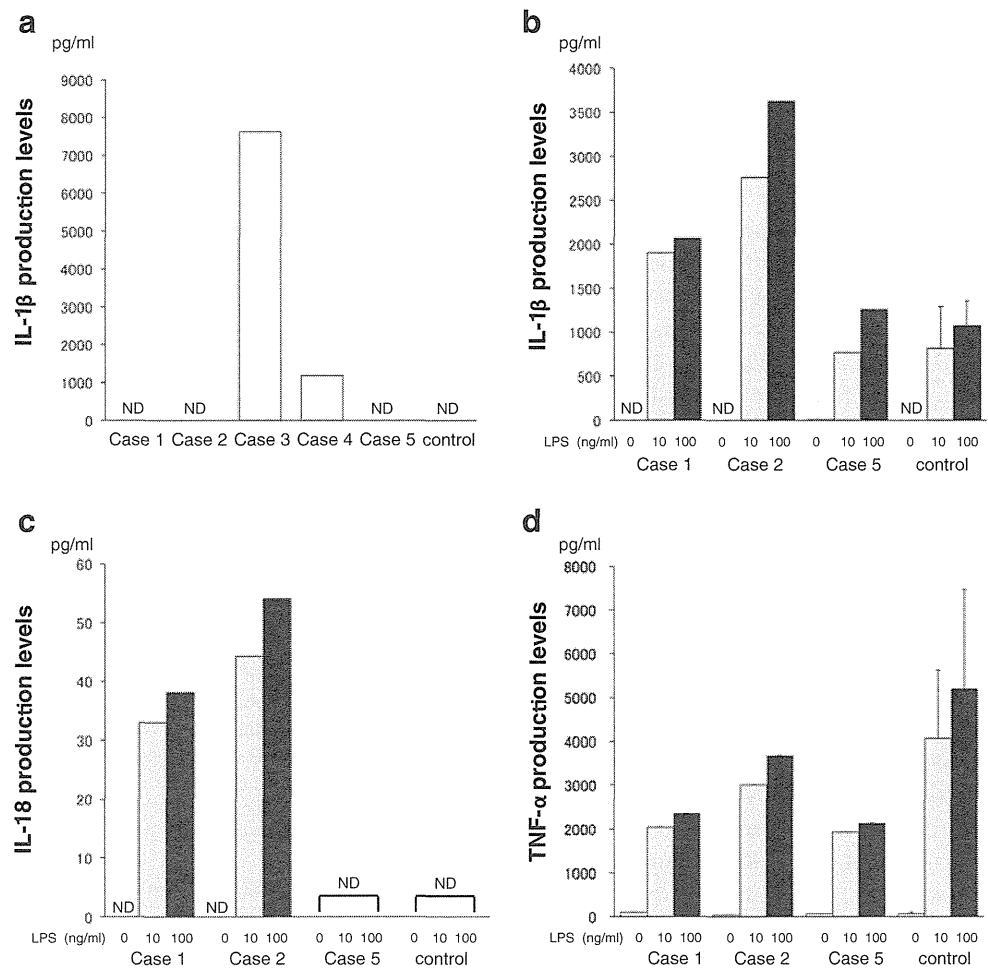 a
pg/ml
IL-1β production levels
9000
8000
7000
6000
5000
4000
3000
2000
1000
0
ND ND ND ND
Case 1 Case 2 Case 3 Case 4 Case 5 control
b
pg/ml
IL-1β production levels
4000
3500
3000
2500
2000
1500
1000
500
0
ND ND ND
LPS (ng/ml) 0 10 100 0 10 100 0 10 100 0 10 100
Case 1 Case 2 Case 5 control
c
pg/ml
IL-18 production levels
60
50
40
30
20
10
0
ND ND ND ND
LPS (ng/ml) 0 10 100 0 10 100 0 10 100 0 10 100
Case 1 Case 2 Case 5 control
d
pg/ml
TNF-α production levels
8000
7000
6000
5000
4000
3000
2000
1000
0
LPS (ng/ml) 0 10 100 0 10 100 0 10 100 0 10 100
Case 1 Case 2 Case 5 control